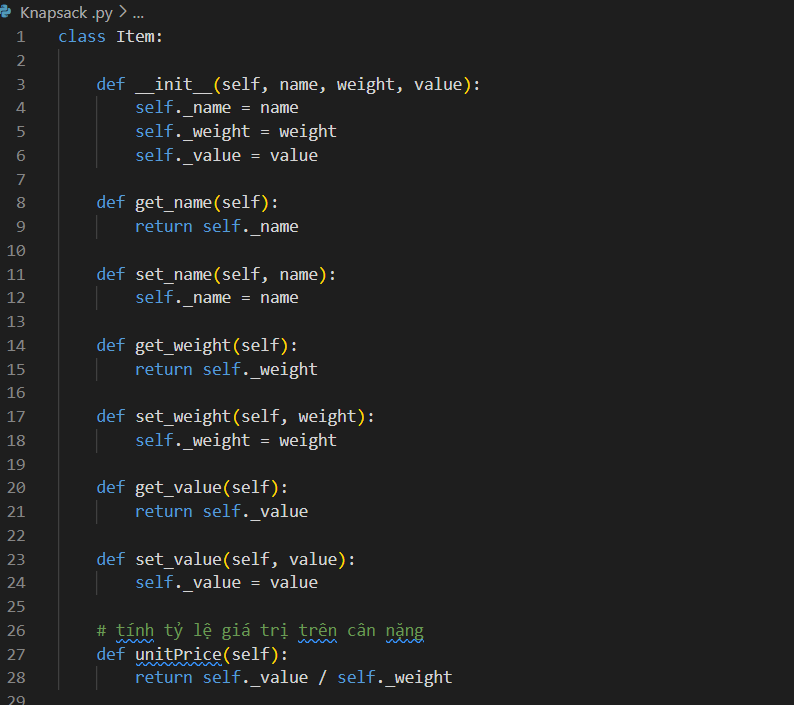 Knapsack .py > ...
1 class Item:
2
3 def __init__(self, name, weight, value):
4 self._name = name
5 self._weight = weight
6 self._value = value
7
8 def get_name(self):
9 return self._name
10
11 def set_name(self, name):
12 self._name = name
13
14 def get_weight(self):
15 return self._weight
16
17 def set_weight(self, weight):
18 self._weight = weight
19
20 def get_value(self):
21 return self._value
22
23 def set_value(self, value):
24 self._value = value
25
26 # tính tỷ lệ giá trị trên cân nặng
27 def unitPrice(self):
28 return self._value / self._weight
29